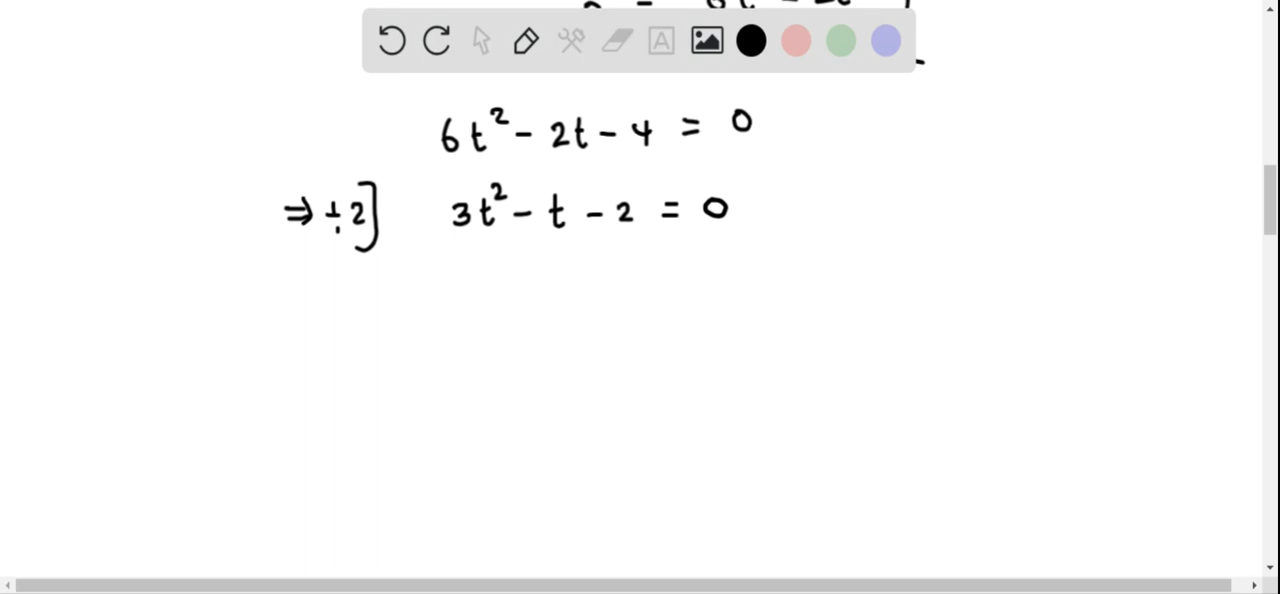 6t² - 2t - 4 = 0
⇒ ÷2] 3t² - t - 2 = 0